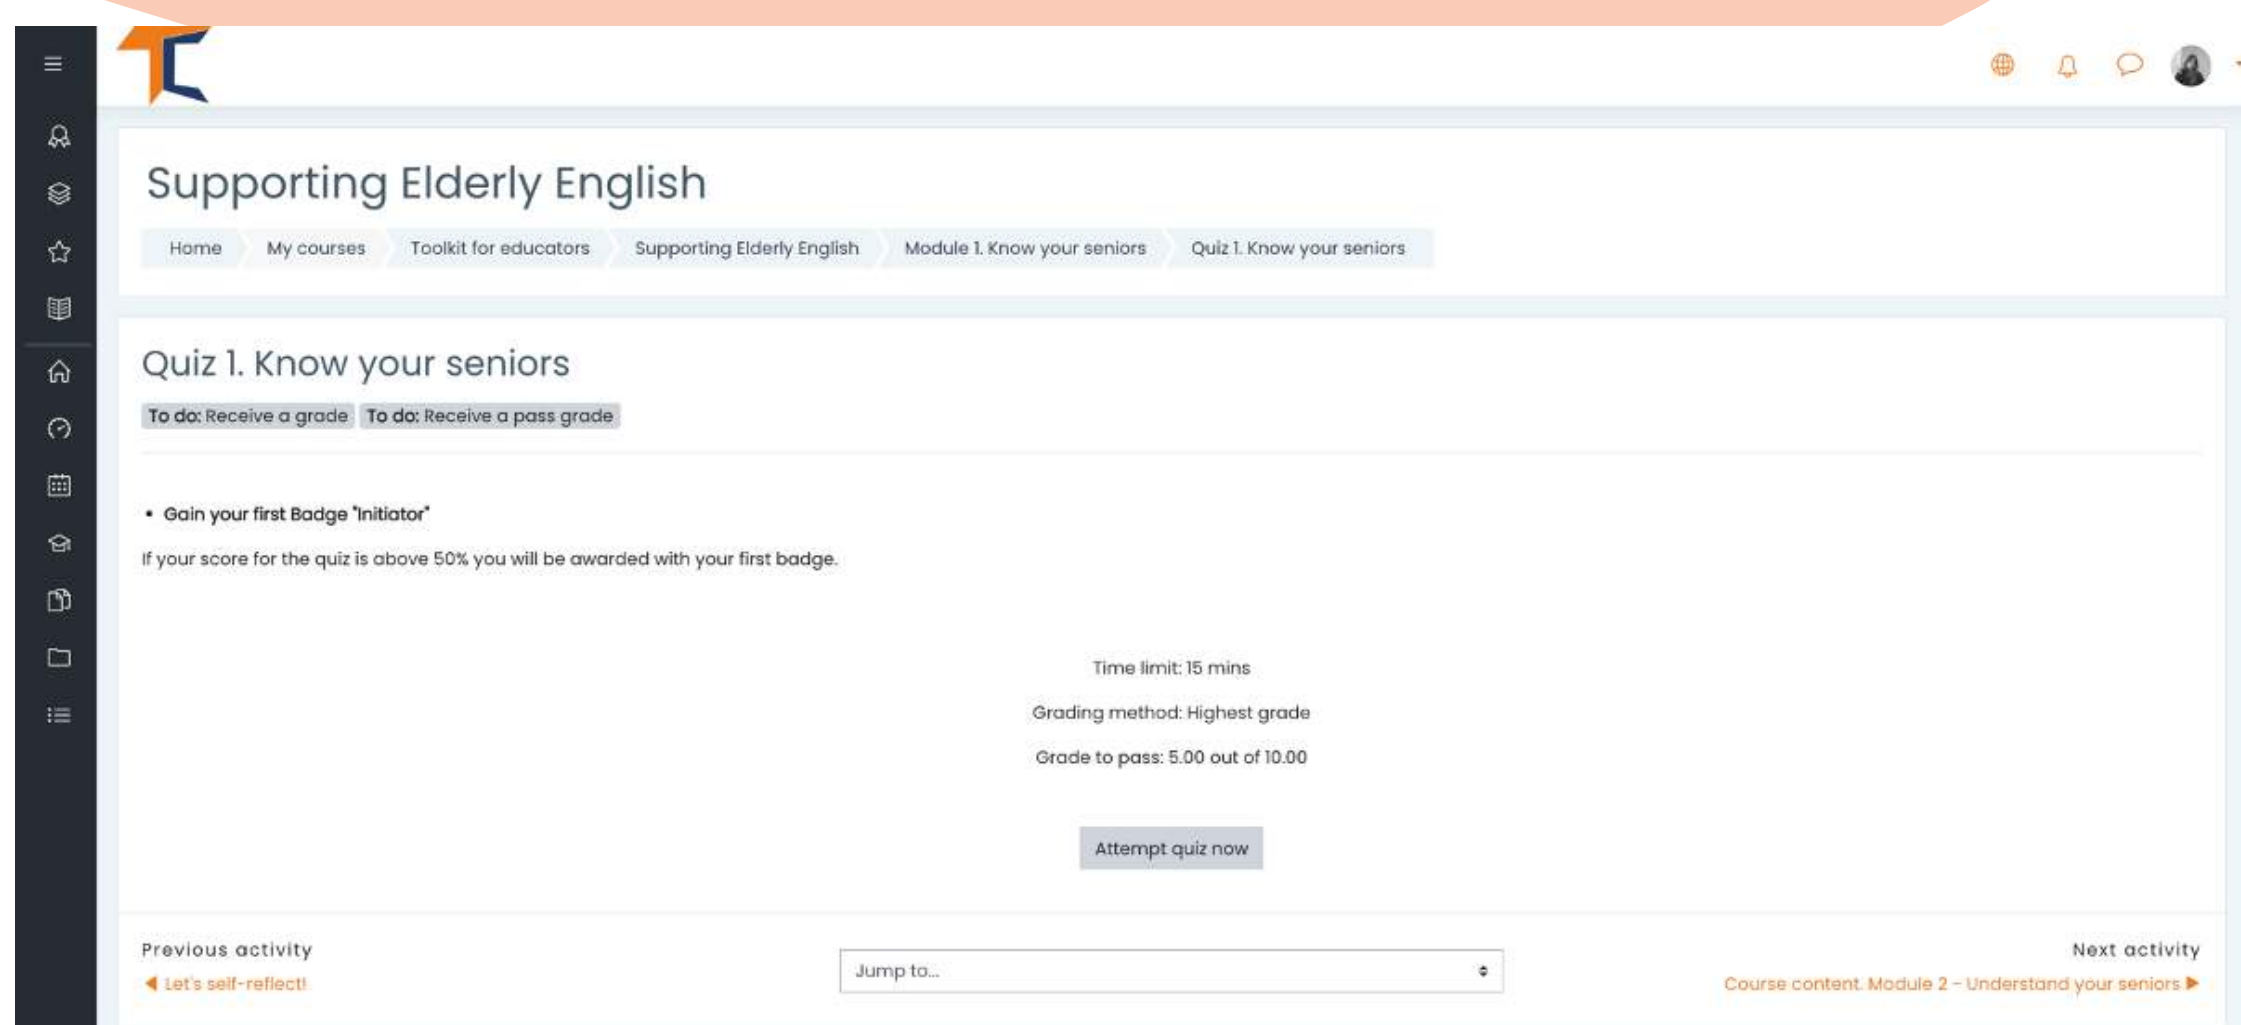 TC
Supporting Elderly English
Home My courses Toolkit for educators Supporting Elderly English Module 1. Know your seniors Quiz 1. Know your seniors
Quiz 1. Know your seniors
To do: Receive a grade To do: Receive a pass grade
• Gain your first Badge "Initiator"
If your score for the quiz is above 50% you will be awarded with your first badge.
Time limit: 15 mins
Grading method: Highest grade
Grade to pass: 5.00 out of 10.00
Attempt quiz now
Previous activity
◀ Let's self-reflect!
Jump to...
Next activity
Course content. Module 2 - Understand your seniors ▶